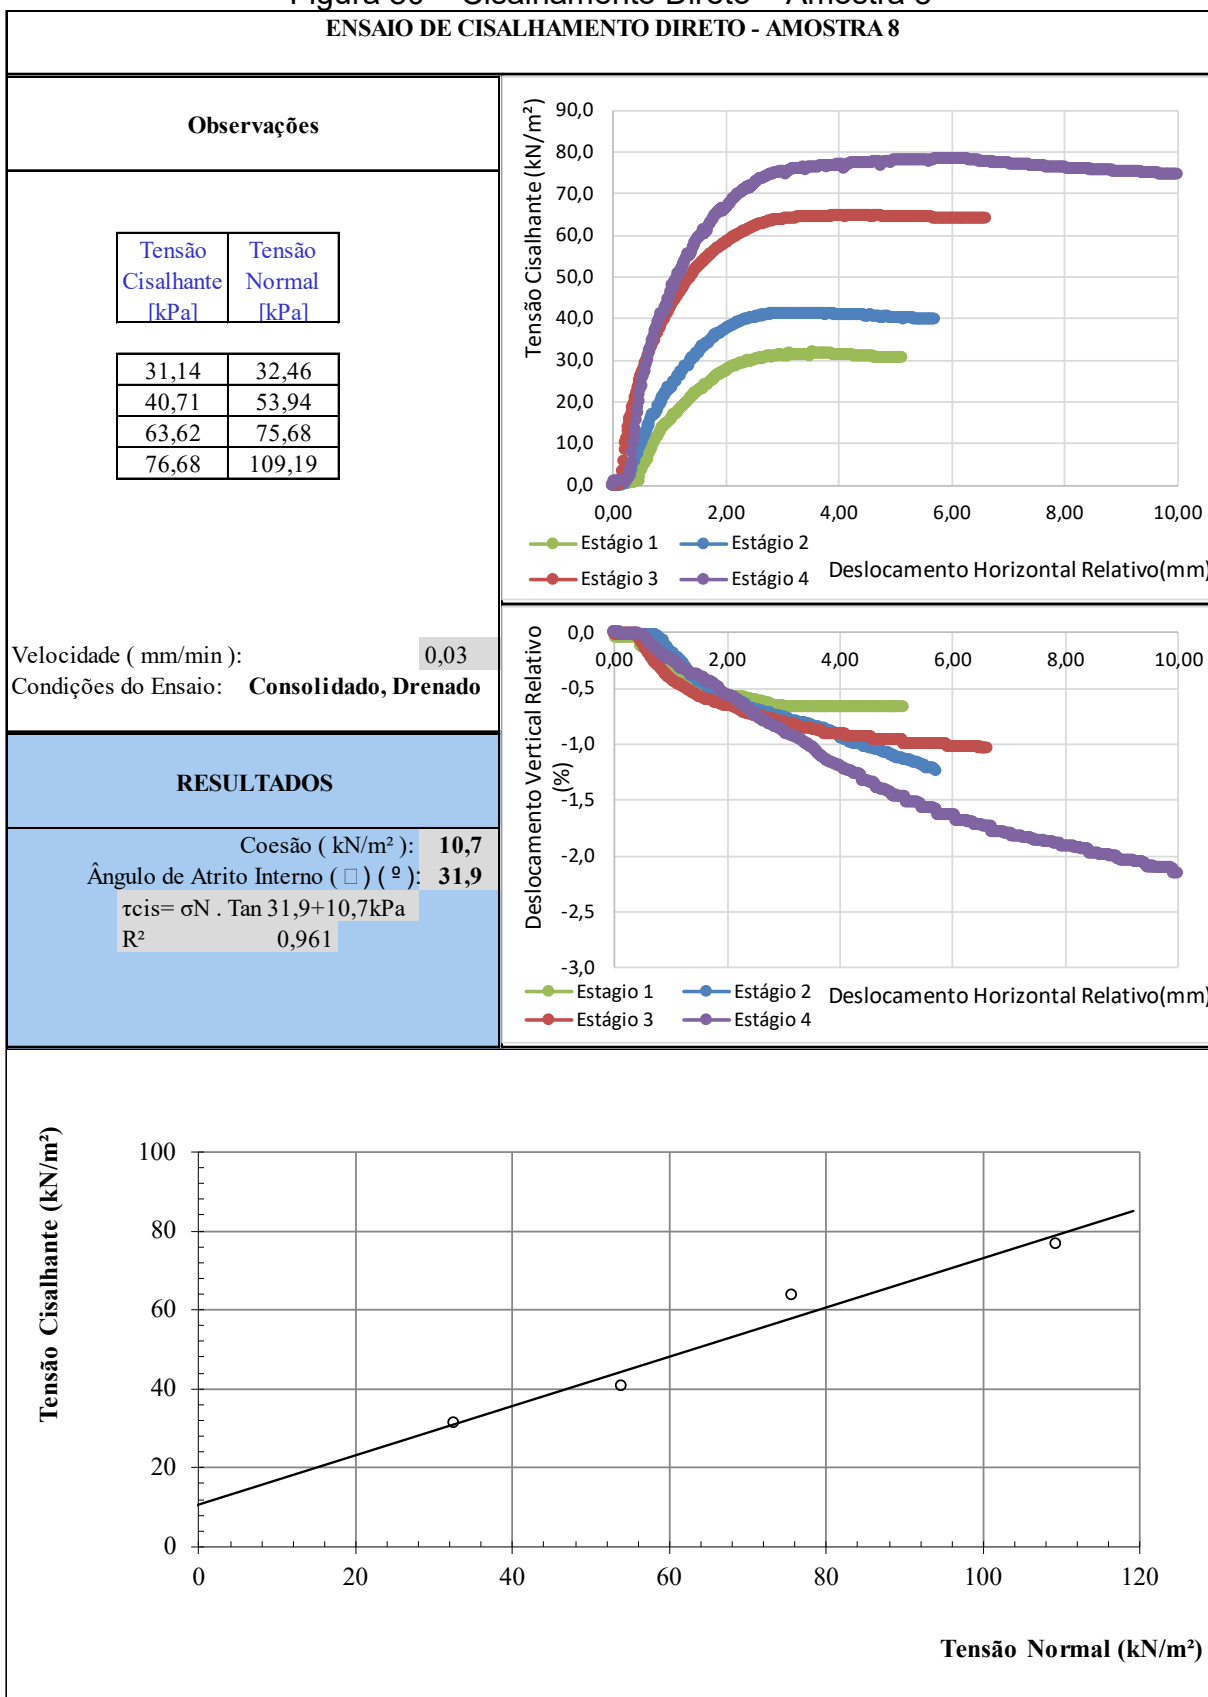 ENSAIO DE CISALHAMENTO DIRETO - AMOSTRA 8
Observações
Tensão Cisalhante [kPa] Tensão Normal [kPa]
31,14 32,46
40,71 53,94
63,62 75,68
76,68 109,19
Velocidade ( mm/min ): 0,03
Condições do Ensaio: Consolidado, Drenado
RESULTADOS
Coesão ( kN/m² ): 10,7
Ângulo de Atrito Interno ( □ ) ( º ): 31,9
τcis= σN . Tan 31,9+10,7kPa
R² 0,961
Tensão Cisalhante (kN/m²)
90,0
80,0
70,0
60,0
50,0
40,0
30,0
20,0
10,0
0,0
0,00 2,00 4,00 6,00 8,00 10,00
Estágio 1 Estágio 2
Estágio 3 Estágio 4
Deslocamento Horizontal Relativo(mm)
Deslocamento Vertical Relativo
(%)
0,0
-0,5
-1,0
-1,5
-2,0
-2,5
-3,0
0,00 2,00 4,00 6,00 8,00 10,00
Estagio 1 Estágio 2
Estágio 3 Estágio 4
Deslocamento Horizontal Relativo(mm)
Tensão Cisalhante (kN/m²)
100
80
60
40
20
0
0 20 40 60 80 100 120
Tensão Normal (kN/m²)